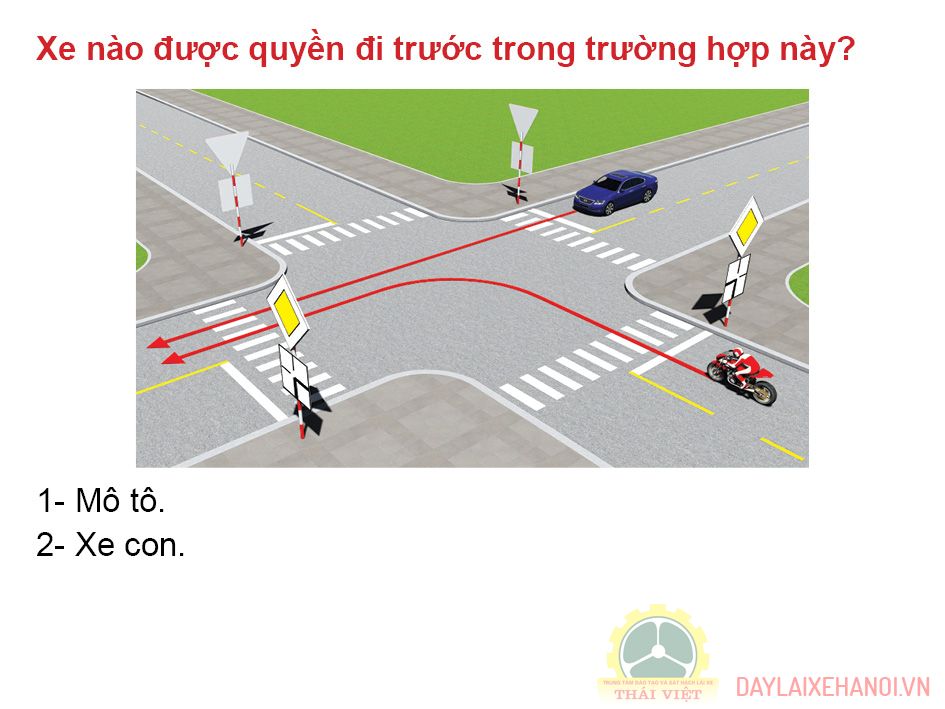 Xe nào được quyền đi trước trong trường hợp này?
1- Mô tô.
2- Xe con.
TRUNG TÂM ĐÀO TẠO VÀ SÁT HẠCH LÁI XE
THÁI VIỆT
DAYLAIXEHANOI.VN